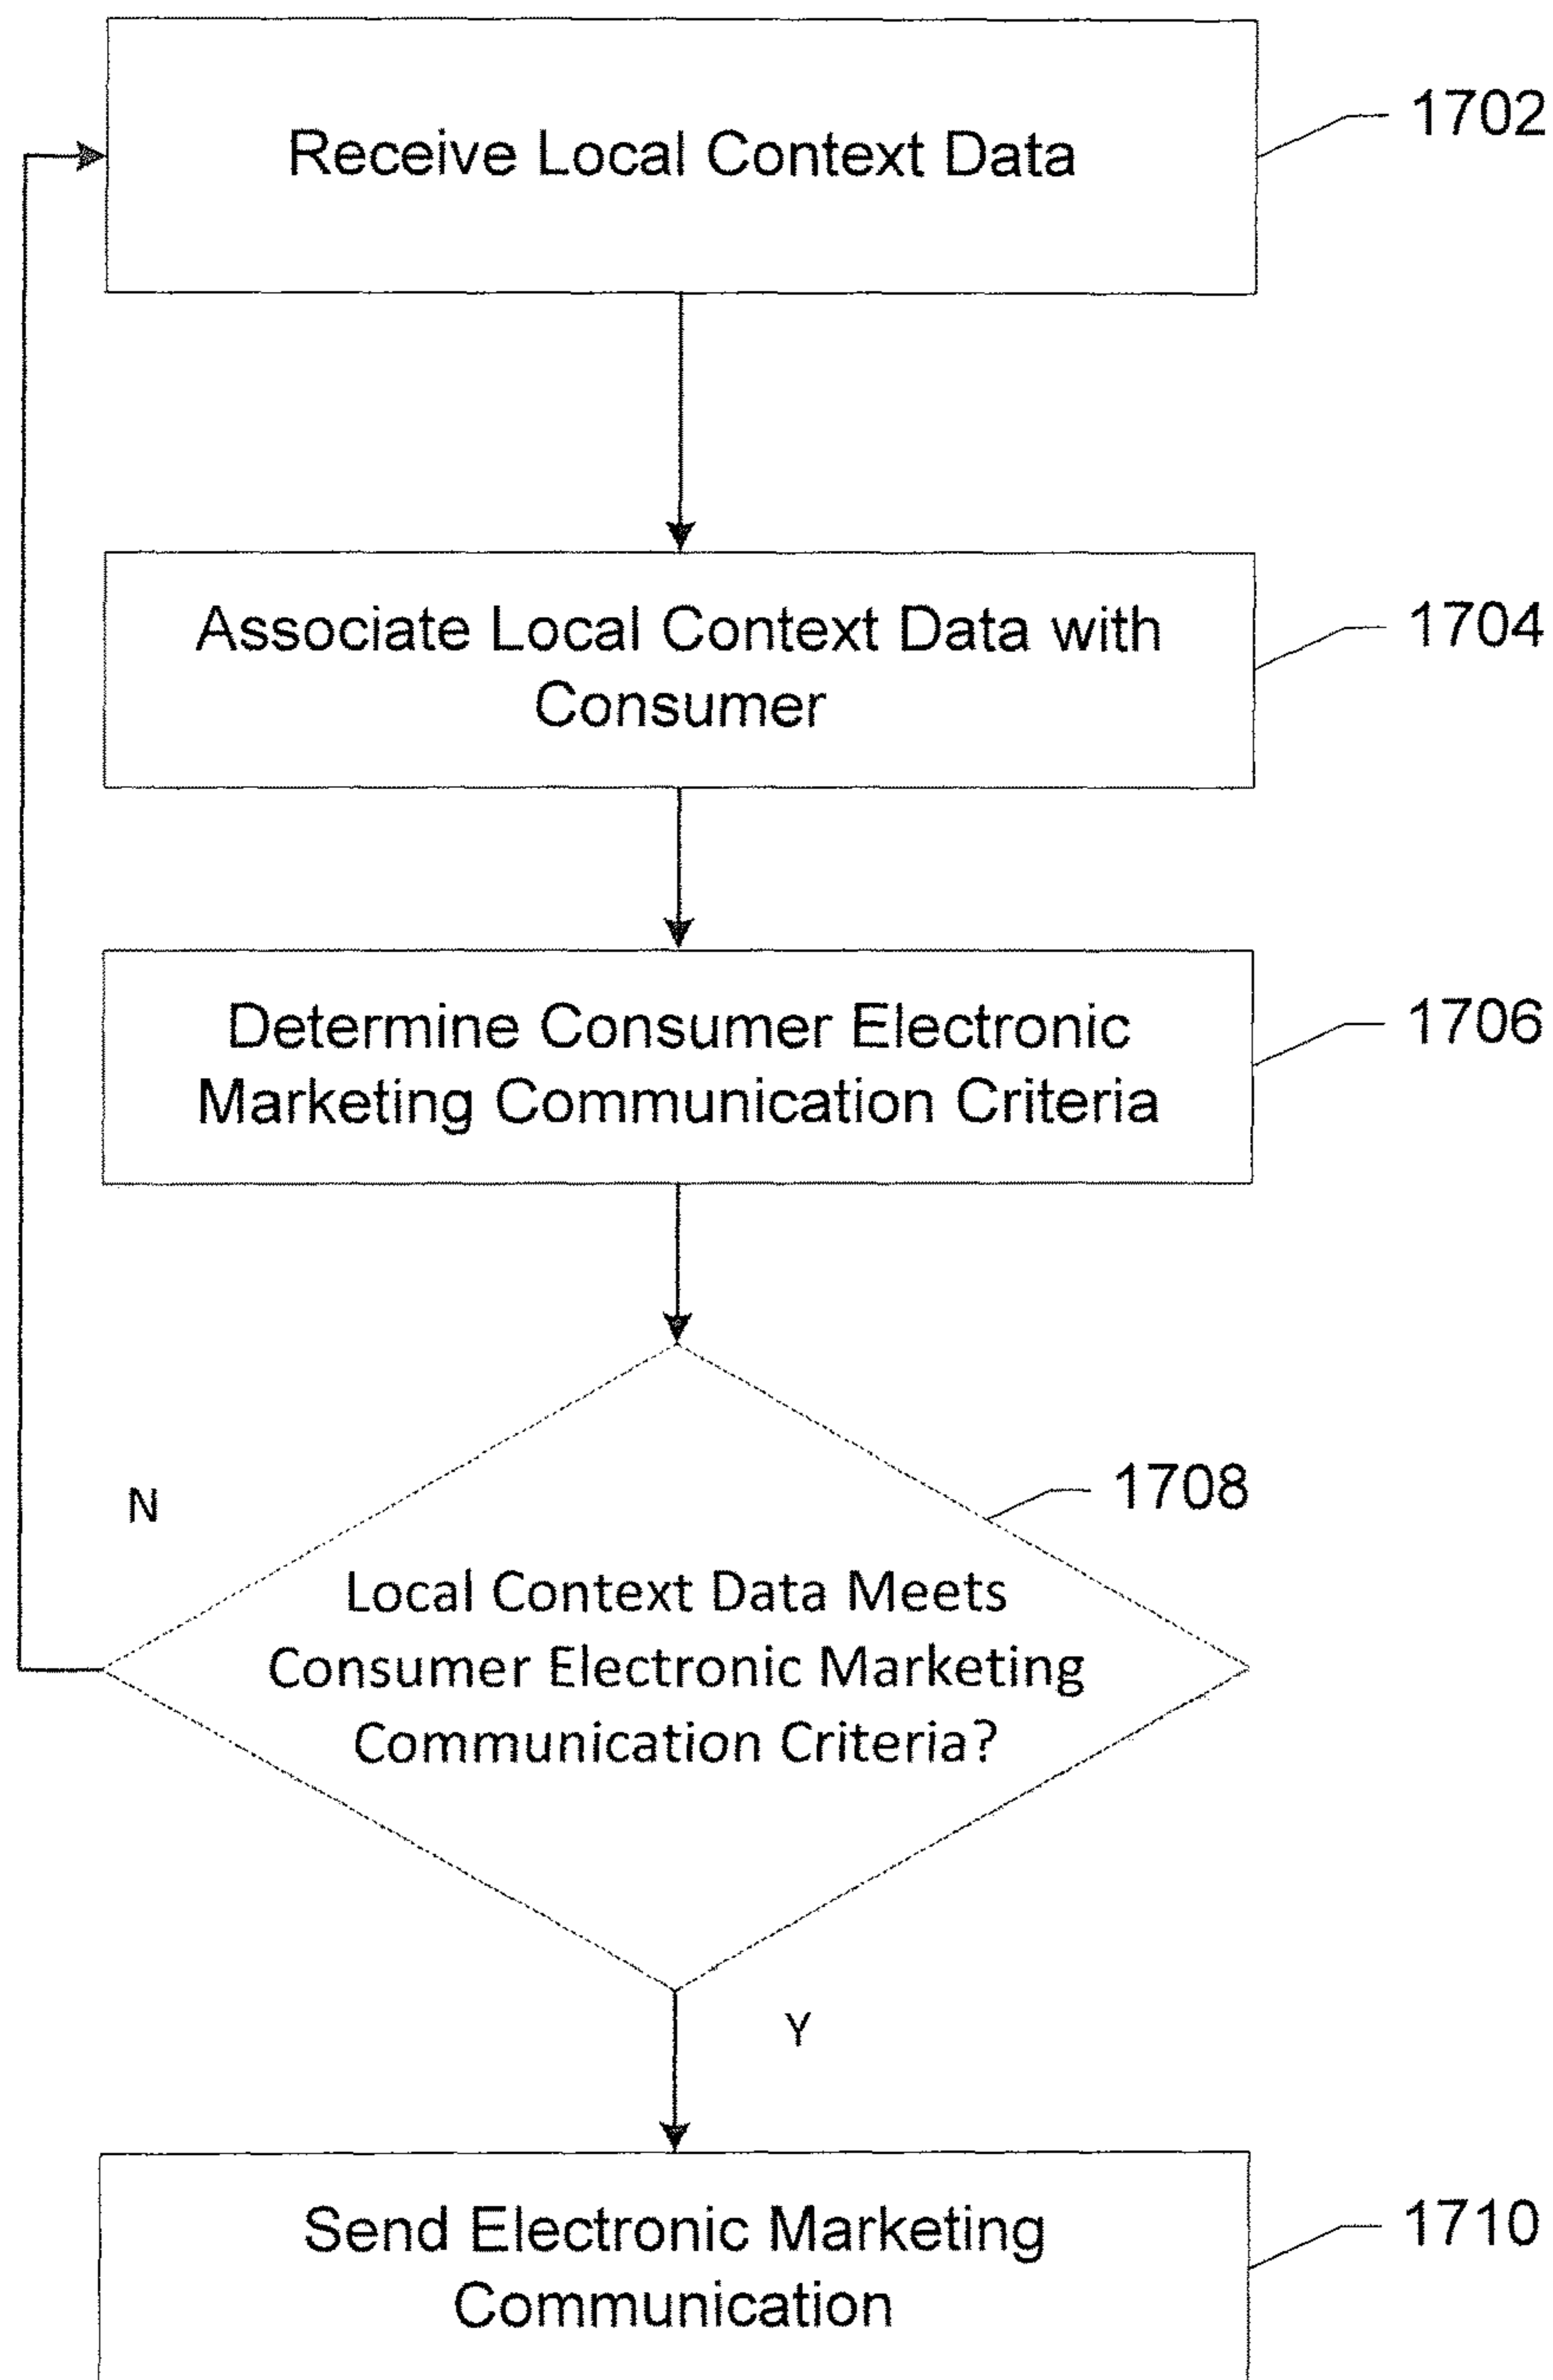 Receive Local Context Data
1702
Associate Local Context Data with
Consumer
1704
Determine Consumer Electronic
Marketing Communication Criteria
1706
N
1708
Local Context Data Meets
Consumer Electronic Marketing
Communication Criteria?
Y
Send Electronic Marketing
Communication
1710